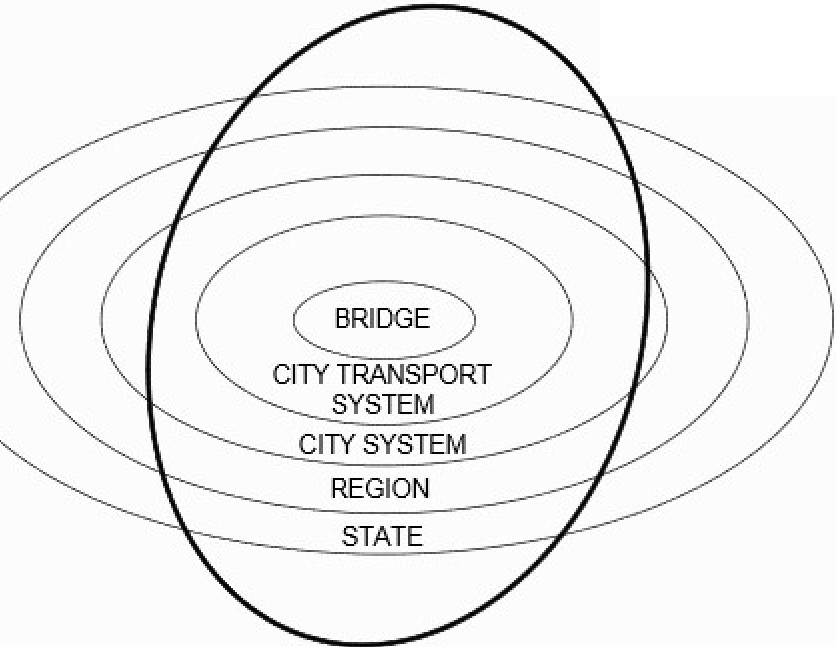 BRIDGE
CITY TRANSPORT
SYSTEM
CITY SYSTEM
REGION
STATE